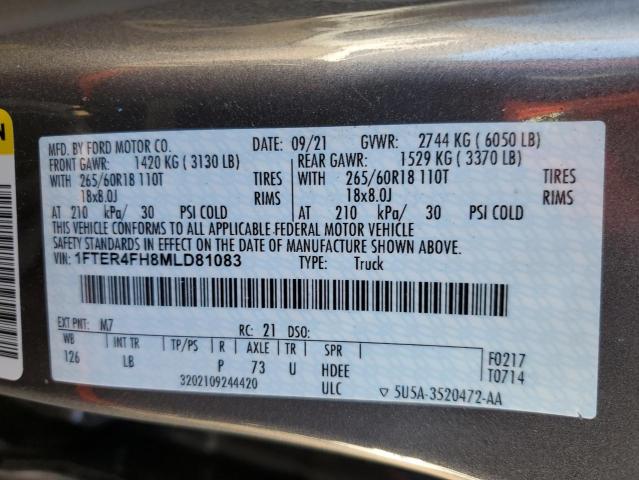 MFD. BY FORD MOTOR CO. DATE: 09/21 GVWR: 2744 KG ( 6050 LB)
FRONT GAWR: 1420 KG ( 3130 LB) REAR GAWR: 1529 KG ( 3370 LB)
WITH 265/60R18 110T TIRES WITH 265/60R18 110T TIRES
18x8.0J RIMS 18x8.0J RIMS
AT 210 kPa/ 30 PSI COLD AT 210 kPa/ 30 PSI COLD
THIS VEHICLE CONFORMS TO ALL APPLICABLE FEDERAL MOTOR VEHICLE
SAFETY STANDARDS IN EFFECT ON THE DATE OF MANUFACTURE SHOWN ABOVE.
VIN: 1FTER4FH8MLD81083 TYPE: Truck
EXT PNT: M7 RC: 21 DSO:
WB INT TR TP/PS R AXLE TR SPR F0217
126 LB P 73 U HDEE T0714
3202109244420 ULC ▽ 5U5A-3520472-AA
N